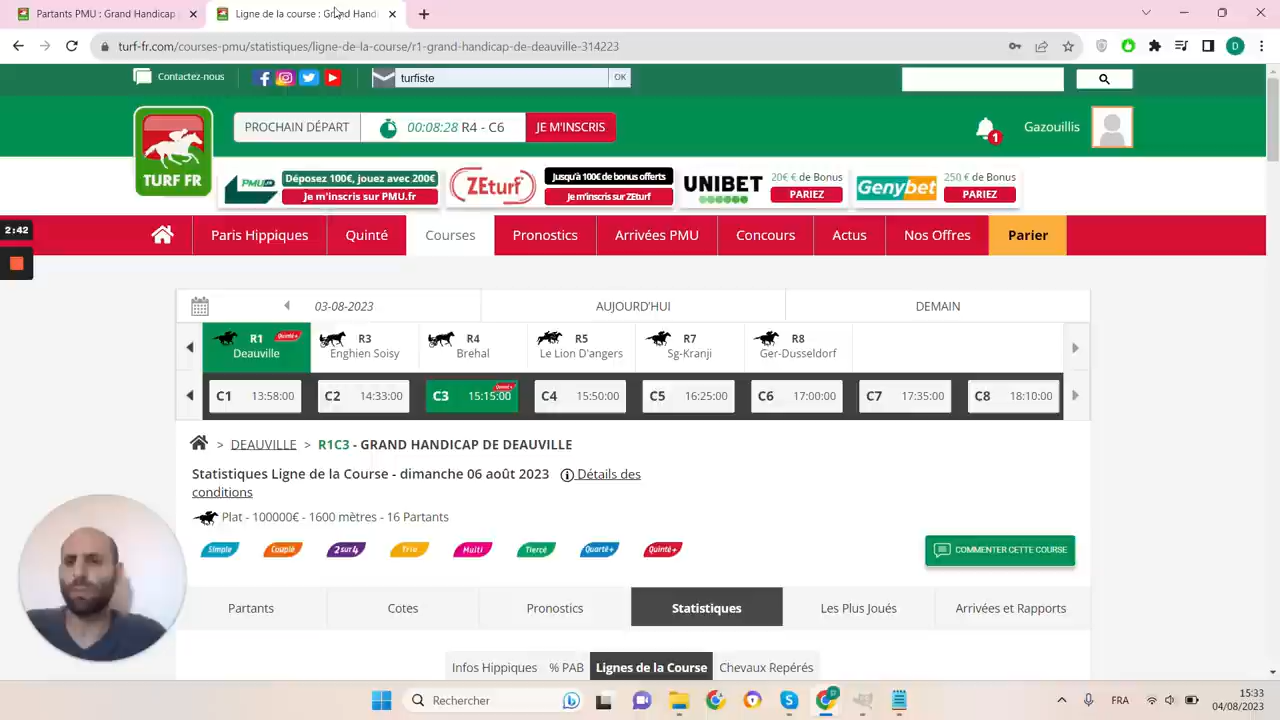 Partants PMU : Grand Handicap
Ligne de la course : Grand Handi
turf-fr.com/courses-pmu/statistiques/ligne-de-la-course/r1-grand-handicap-de-deauville-314223
Contactez-nous
turfiste
OK
TURF FR
PROCHAIN DÉPART
00:08:28 R4 - C6
JE M'INSCRIS
1
Gazouillis
PMU.fr
Déposez 100€, jouez avec 200€
Je m'inscris sur PMU.fr
ZEturf
Jusqu'à 100€ de bonus offerts
Je m'inscris sur ZEturf
UNIBET
20€ € de Bonus
PARIEZ
Genybet
250 € de Bonus
PARIEZ
2:42
Paris Hippiques
Quinté
Courses
Pronostics
Arrivées PMU
Concours
Actus
Nos Offres
Parier
03-08-2023
AUJOURD'HUI
DEMAIN
R1
Quinté+
Deauville
R3
Enghien Soisy
R4
Brehal
R5
Le Lion D'angers
R7
Sg-Kranji
R8
Ger-Dusseldorf
C1 13:58:00
C2 14:33:00
C3 15:15:00
Quinté+
C4 15:50:00
C5 16:25:00
C6 17:00:00
C7 17:35:00
C8 18:10:00
> DEAUVILLE > R1C3 - GRAND HANDICAP DE DEAUVILLE
Statistiques Ligne de la Course - dimanche 06 août 2023 Détails des
conditions
Plat - 100000€ - 1600 mètres - 16 Partants
Simple
Couplé
2sur4
Trio
Multi
Tiercé
Quarté+
Quinté+
COMMENTER CETTE COURSE
Partants
Cotes
Pronostics
Statistiques
Les Plus Joués
Arrivées et Rapports
Infos Hippiques
% PAB
Lignes de la Course
Chevaux Repérés
Rechercher
FRA
15:33
04/08/2023